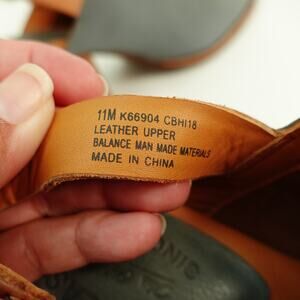 11M K66904 CBHI18
LEATHER UPPER
BALANCE MAN MADE MATERIALS
MADE IN CHINA